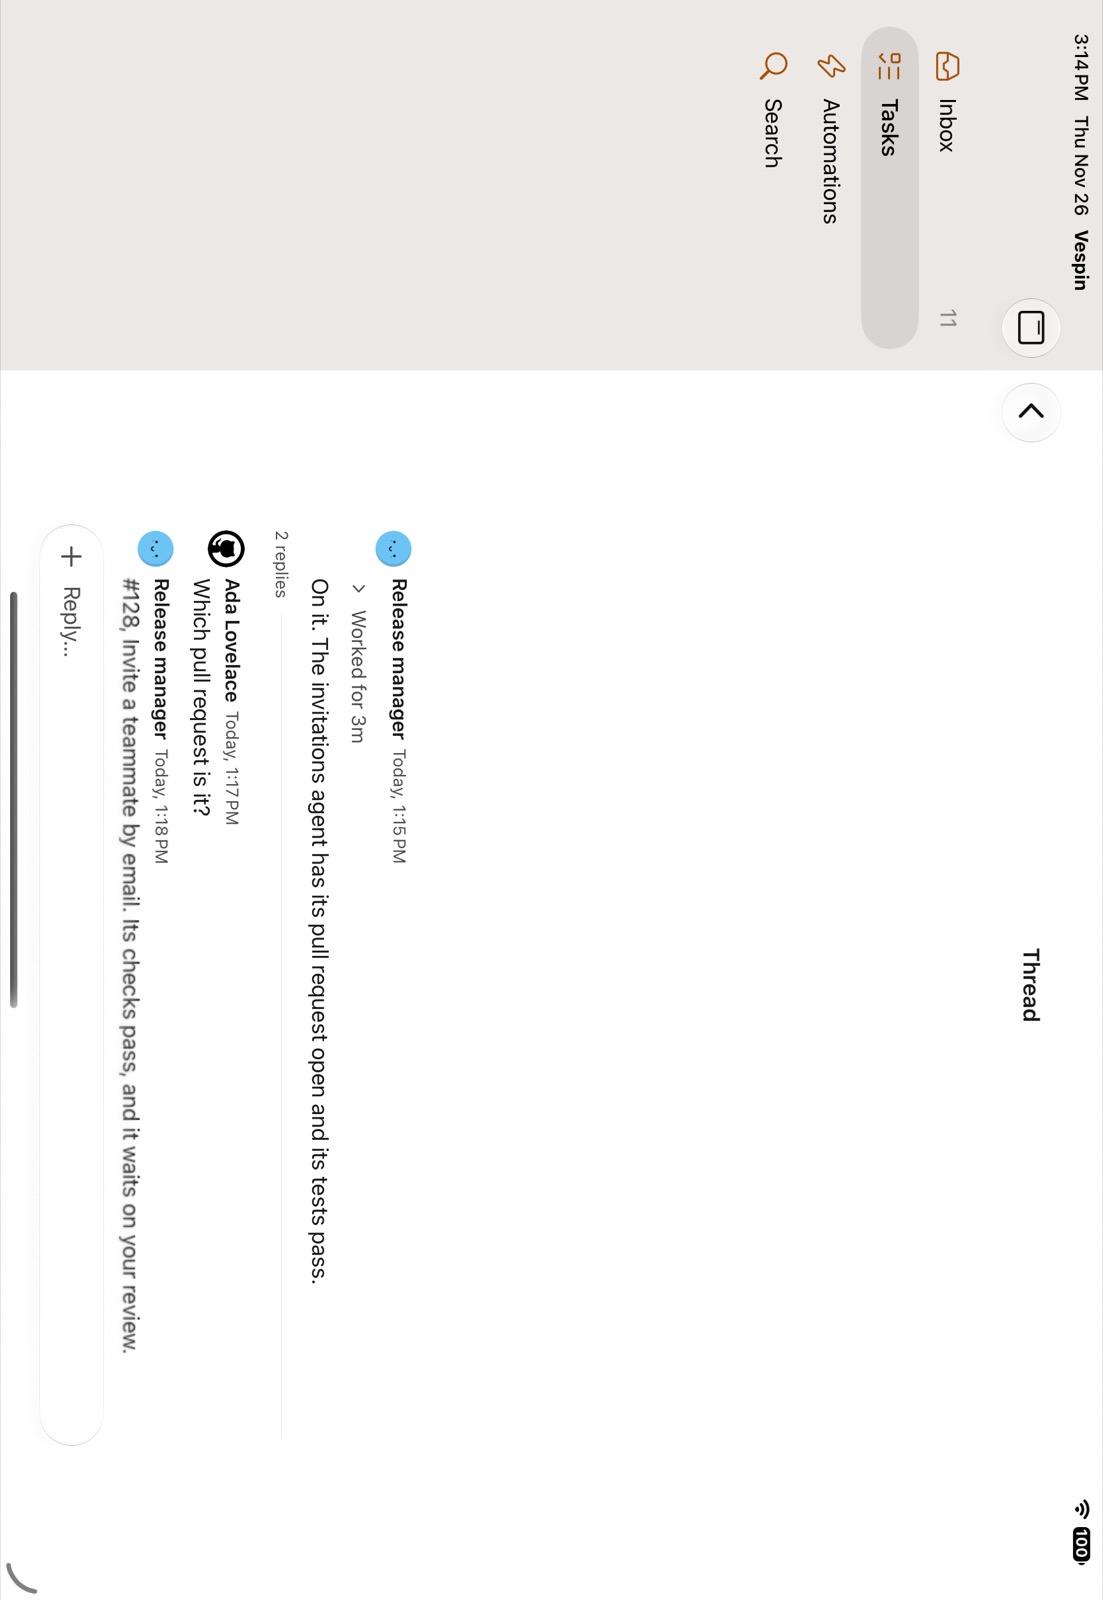 3:14 PM Thu Nov 26 Vespin
100
Thread
Inbox 11
Tasks
Automations
Search
Release manager Today, 1:15 PM
Worked for 3m
On it. The invitations agent has its pull request open and its tests pass.
2 replies
Ada Lovelace Today, 1:17 PM
Which pull request is it?
Release manager Today, 1:18 PM
#128, Invite a teammate by email. Its checks pass, and it waits on your review.
Reply...